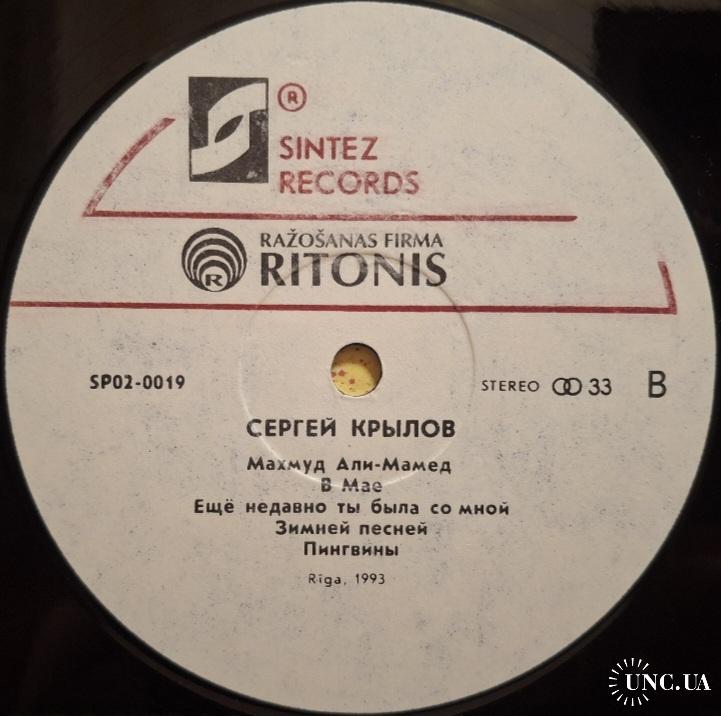 ®
SINTEZ
RECORDS
RAŽOŠANAS FIRMA
RITONIS
R
SP02-0019
STEREO 33 B
СЕРГЕЙ КРЫЛОВ
Махмуд Али-Мамед
В Мае
Ещё недавно ты была со мной
Зимней песней
Пингвины
Rīga, 1993
UNC.UA